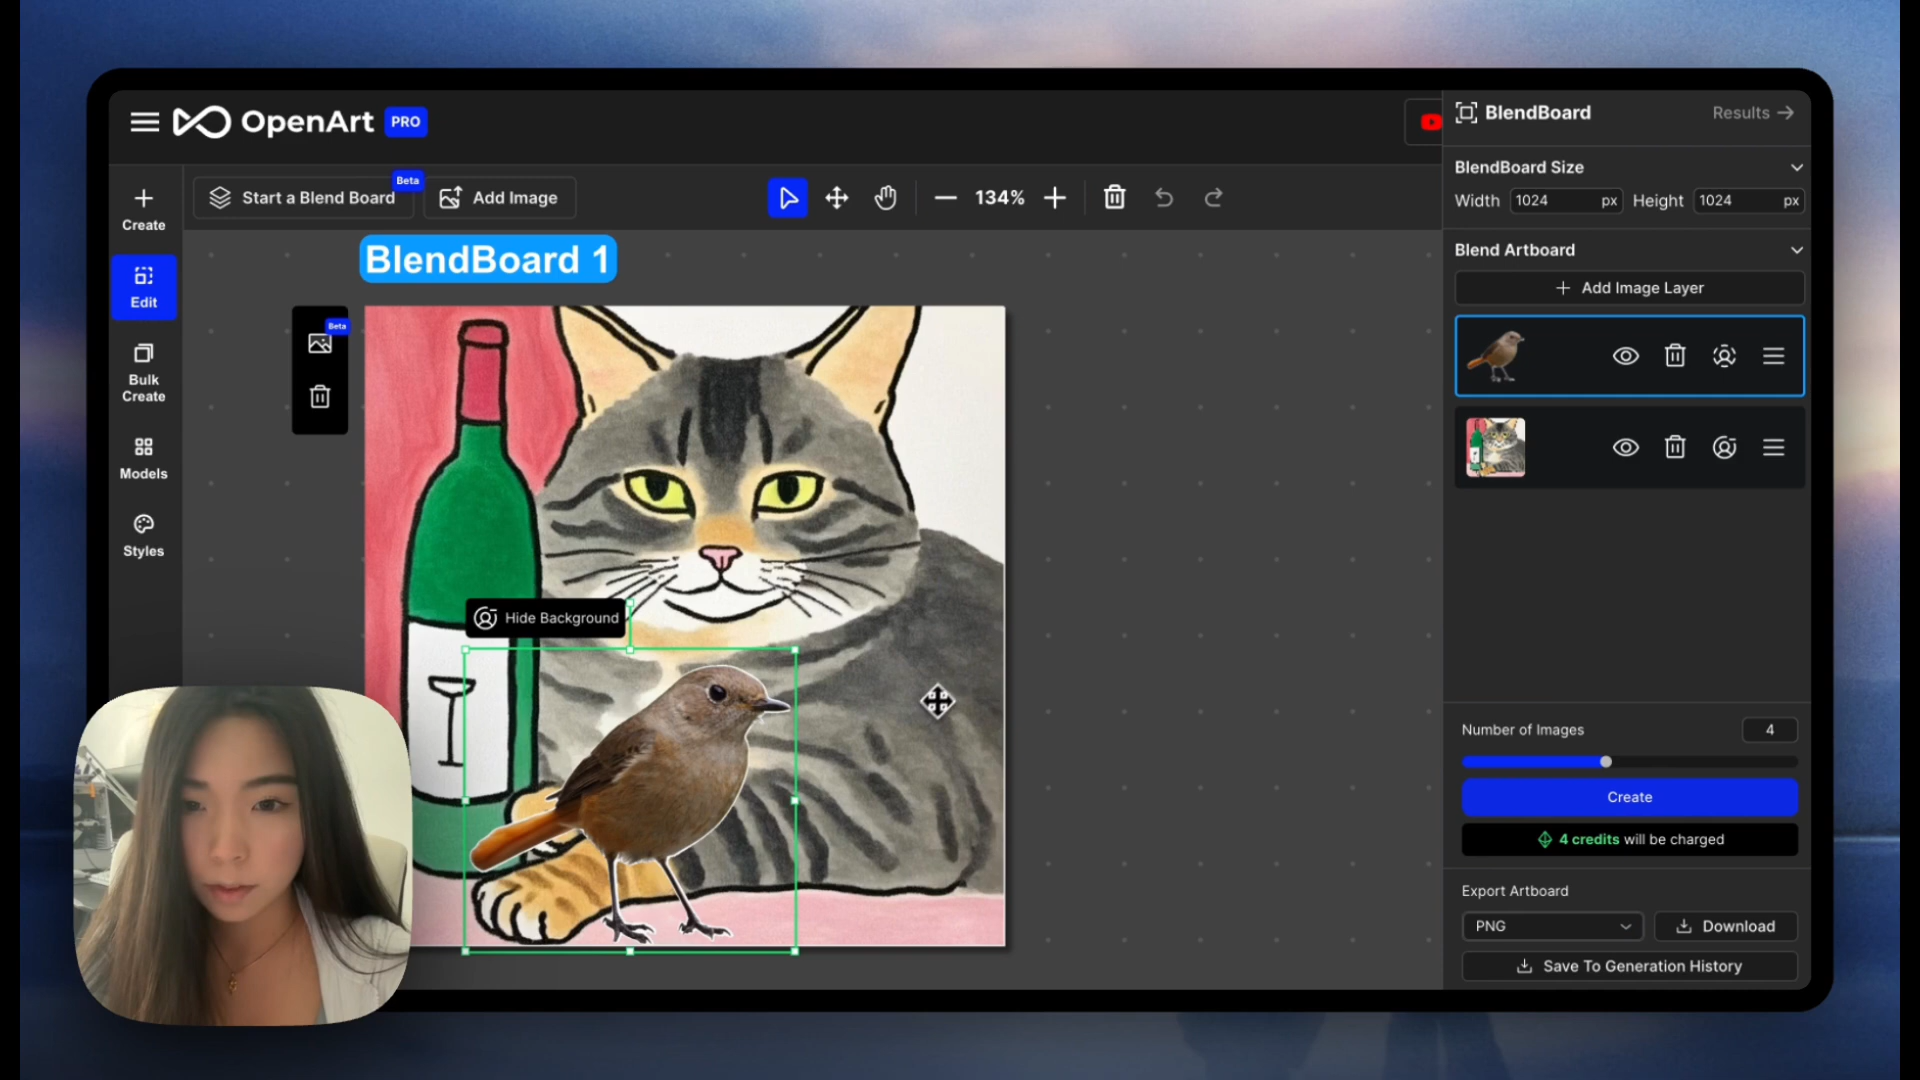 OpenArt PRO
BlendBoard
Results
BlendBoard Size
Width 1024 px Height 1024 px
Start a Blend Board Beta
Add Image
134%
Create
Edit
Bulk
Create
Models
Styles
BlendBoard 1
Beta
Hide Background
Blend Artboard
Add Image Layer
Number of Images 4
Create
4 credits will be charged
Export Artboard
PNG
Download
Save To Generation History